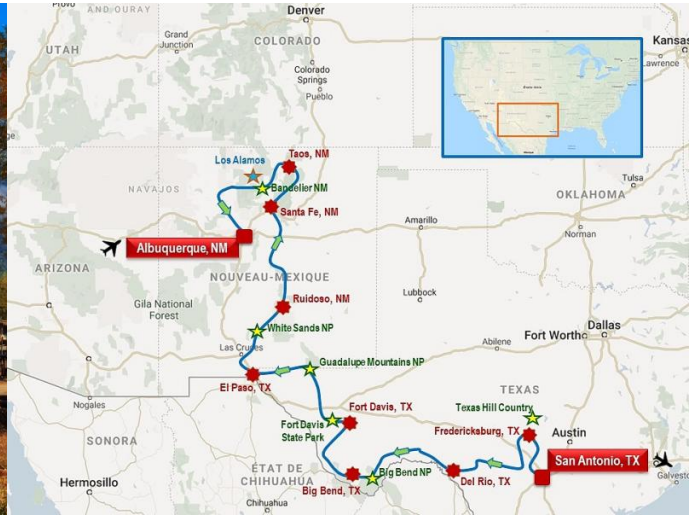 Provo
AND OURAY
Denver
Grand
Junction
COLORADO
UTAH
Kansas
Lawrence
Colorado
Springs
Pueblo
Los Alamos
Taos, NM
NAVAJOS
Bandelier NM
Santa Fe, NM
Tulsa
OKLAHOMA
Amarillo
Norman
Albuquerque, NM
ARIZONA
NOUVEAU-MEXIQUE
Gila National
Forest
Lubbock
Ruidoso, NM
White Sands NP
Las Cruces
Abilene
Fort Worth
Dallas
Guadalupe Mountains NP
El Paso, TX
TEXAS
Nogales
Fort Davis, TX
Texas Hill Country
Fort Davis
State Park
Fredericksburg, TX
Austin
SONORA
San Antonio, TX
ÉTAT DE
CHIHUAHUA
Big Bend NP
Galvesto
Hermosillo
Big Bend, TX
Del Rio, TX
Chihuahua